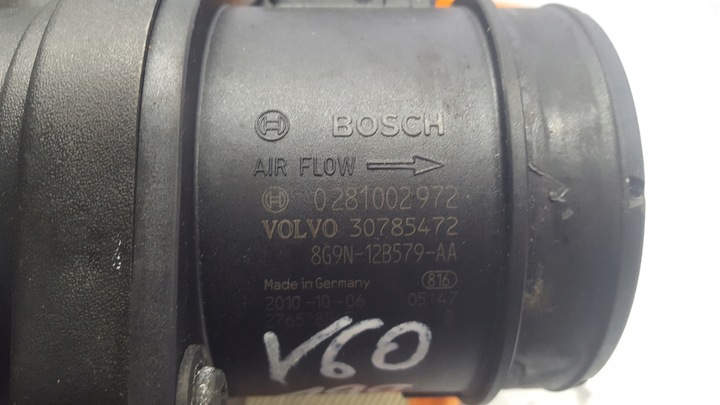 BOSCH
AIR FLOW
0281002972
VOLVO 30785472
8G9N-12B579-AA
Made in Germany 816
2010-10-06 05:47
V60